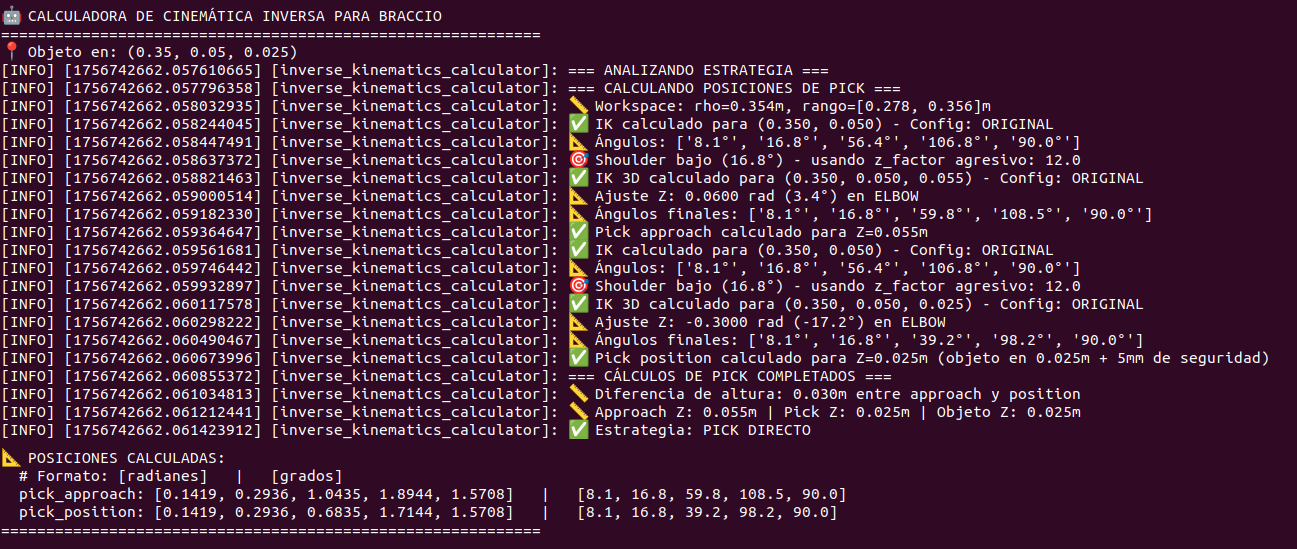 🤖 CALCULADORA DE CINEMÁTICA INVERSA PARA BRACCIO
============================================================
📍 Objeto en: (0.35, 0.05, 0.025)
[INFO] [1756742662.057610665] [inverse_kinematics_calculator]: === ANALIZANDO ESTRATEGIA ===
[INFO] [1756742662.057796358] [inverse_kinematics_calculator]: === CALCULANDO POSICIONES DE PICK ===
[INFO] [1756742662.058032935] [inverse_kinematics_calculator]: 📏 Workspace: rho=0.354m, rango=[0.278, 0.356]m
[INFO] [1756742662.058244045] [inverse_kinematics_calculator]: ✅ IK calculado para (0.350, 0.050) - Config: ORIGINAL
[INFO] [1756742662.058447491] [inverse_kinematics_calculator]: 📐 Ángulos: ['8.1°', '16.8°', '56.4°', '106.8°', '90.0°']
[INFO] [1756742662.058637372] [inverse_kinematics_calculator]: 🎯 Shoulder bajo (16.8°) - usando z_factor agresivo: 12.0
[INFO] [1756742662.058821463] [inverse_kinematics_calculator]: ✅ IK 3D calculado para (0.350, 0.050, 0.055) - Config: ORIGINAL
[INFO] [1756742662.059000514] [inverse_kinematics_calculator]: 📐 Ajuste Z: 0.0600 rad (3.4°) en ELBOW
[INFO] [1756742662.059182330] [inverse_kinematics_calculator]: 📐 Ángulos finales: ['8.1°', '16.8°', '59.8°', '108.5°', '90.0°']
[INFO] [1756742662.059364647] [inverse_kinematics_calculator]: ✅ Pick approach calculado para Z=0.055m
[INFO] [1756742662.059561681] [inverse_kinematics_calculator]: ✅ IK calculado para (0.350, 0.050) - Config: ORIGINAL
[INFO] [1756742662.059746442] [inverse_kinematics_calculator]: 📐 Ángulos: ['8.1°', '16.8°', '56.4°', '106.8°', '90.0°']
[INFO] [1756742662.059932897] [inverse_kinematics_calculator]: 🎯 Shoulder bajo (16.8°) - usando z_factor agresivo: 12.0
[INFO] [1756742662.060117578] [inverse_kinematics_calculator]: ✅ IK 3D calculado para (0.350, 0.050, 0.025) - Config: ORIGINAL
[INFO] [1756742662.060298222] [inverse_kinematics_calculator]: 📐 Ajuste Z: -0.3000 rad (-17.2°) en ELBOW
[INFO] [1756742662.060490467] [inverse_kinematics_calculator]: 📐 Ángulos finales: ['8.1°', '16.8°', '39.2°', '98.2°', '90.0°']
[INFO] [1756742662.060673996] [inverse_kinematics_calculator]: ✅ Pick position calculado para Z=0.025m (objeto en 0.025m + 5mm de seguridad)
[INFO] [1756742662.060855372] [inverse_kinematics_calculator]: === CÁLCULOS DE PICK COMPLETADOS ===
[INFO] [1756742662.061034813] [inverse_kinematics_calculator]: 📏 Diferencia de altura: 0.030m entre approach y position
[INFO] [1756742662.061212441] [inverse_kinematics_calculator]: 📏 Approach Z: 0.055m | Pick Z: 0.025m | Objeto Z: 0.025m
[INFO] [1756742662.061423912] [inverse_kinematics_calculator]: ✅ Estrategia: PICK DIRECTO
📐 POSICIONES CALCULADAS:
# Formato: [radianes] | [grados]
pick_approach: [0.1419, 0.2936, 1.0435, 1.8944, 1.5708] | [8.1, 16.8, 59.8, 108.5, 90.0]
pick_position: [0.1419, 0.2936, 0.6835, 1.7144, 1.5708] | [8.1, 16.8, 39.2, 98.2, 90.0]
============================================================